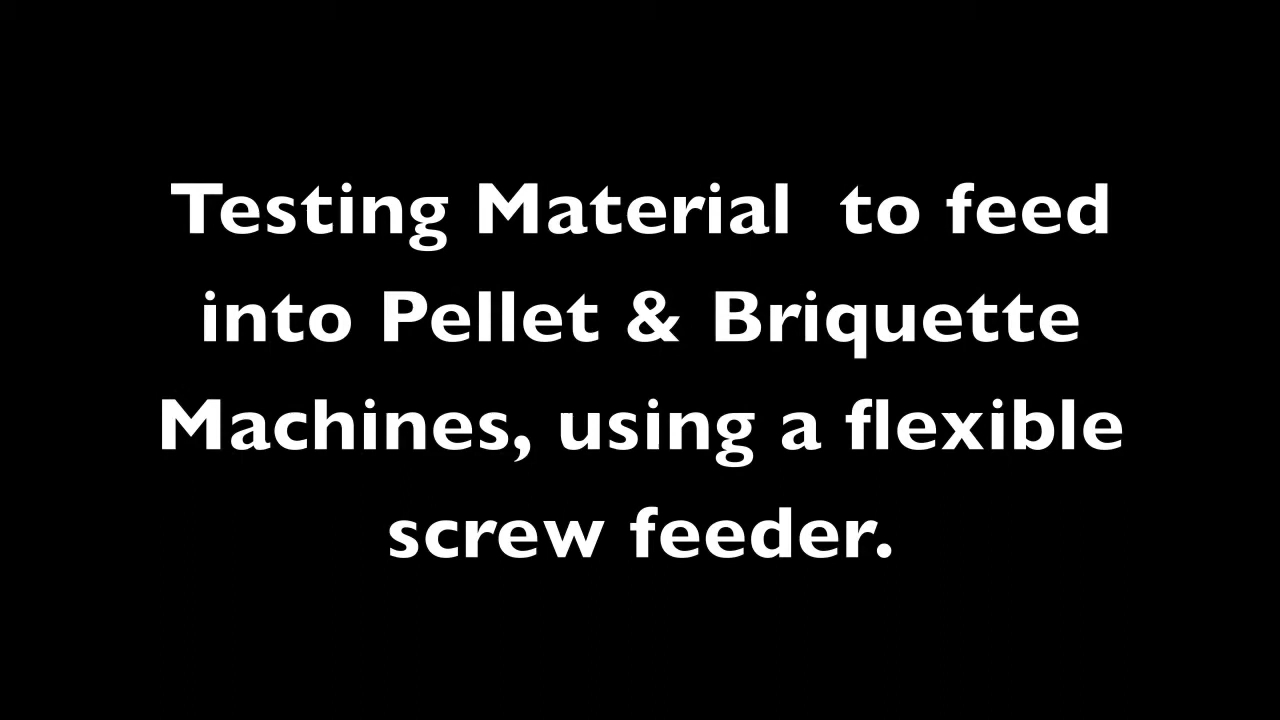 Testing Material  to feed
into Pellet & Briquette
Machines, using a flexible
screw feeder.